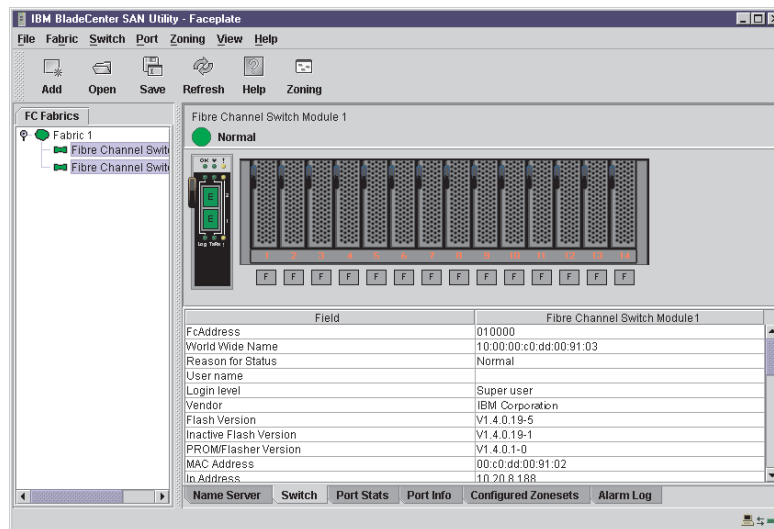 IBM BladeCenter SAN Utility - Faceplate
File Fabric Switch Port Zoning View Help
Add Open Save Refresh Help Zoning
FC Fabrics
Fabric 1
Fibre Channel Swit
Fibre Channel Swit
Fibre Channel Switch Module 1
Normal
OK
E
2
E
1
Log TxRx !
1 2 3 4 5 6 7 8 9 10 11 12 13 14
F F F F F F F F F F F F F F
Field Fibre Channel Switch Module1
FcAddress 010000
World Wide Name 10:00:00:c0:dd:00:91:03
Reason for Status Normal
User name
Login level Super user
Vendor IBM Corporation
Flash Version V1.4.0.19-5
Inactive Flash Version V1.4.0.19-1
PROM/Flasher Version V1.4.0.1-0
MAC Address 00:c0:dd:00:91:02
Ip Address 10.20.8.188
Name Server Switch Port Stats Port Info Configured Zonesets Alarm Log